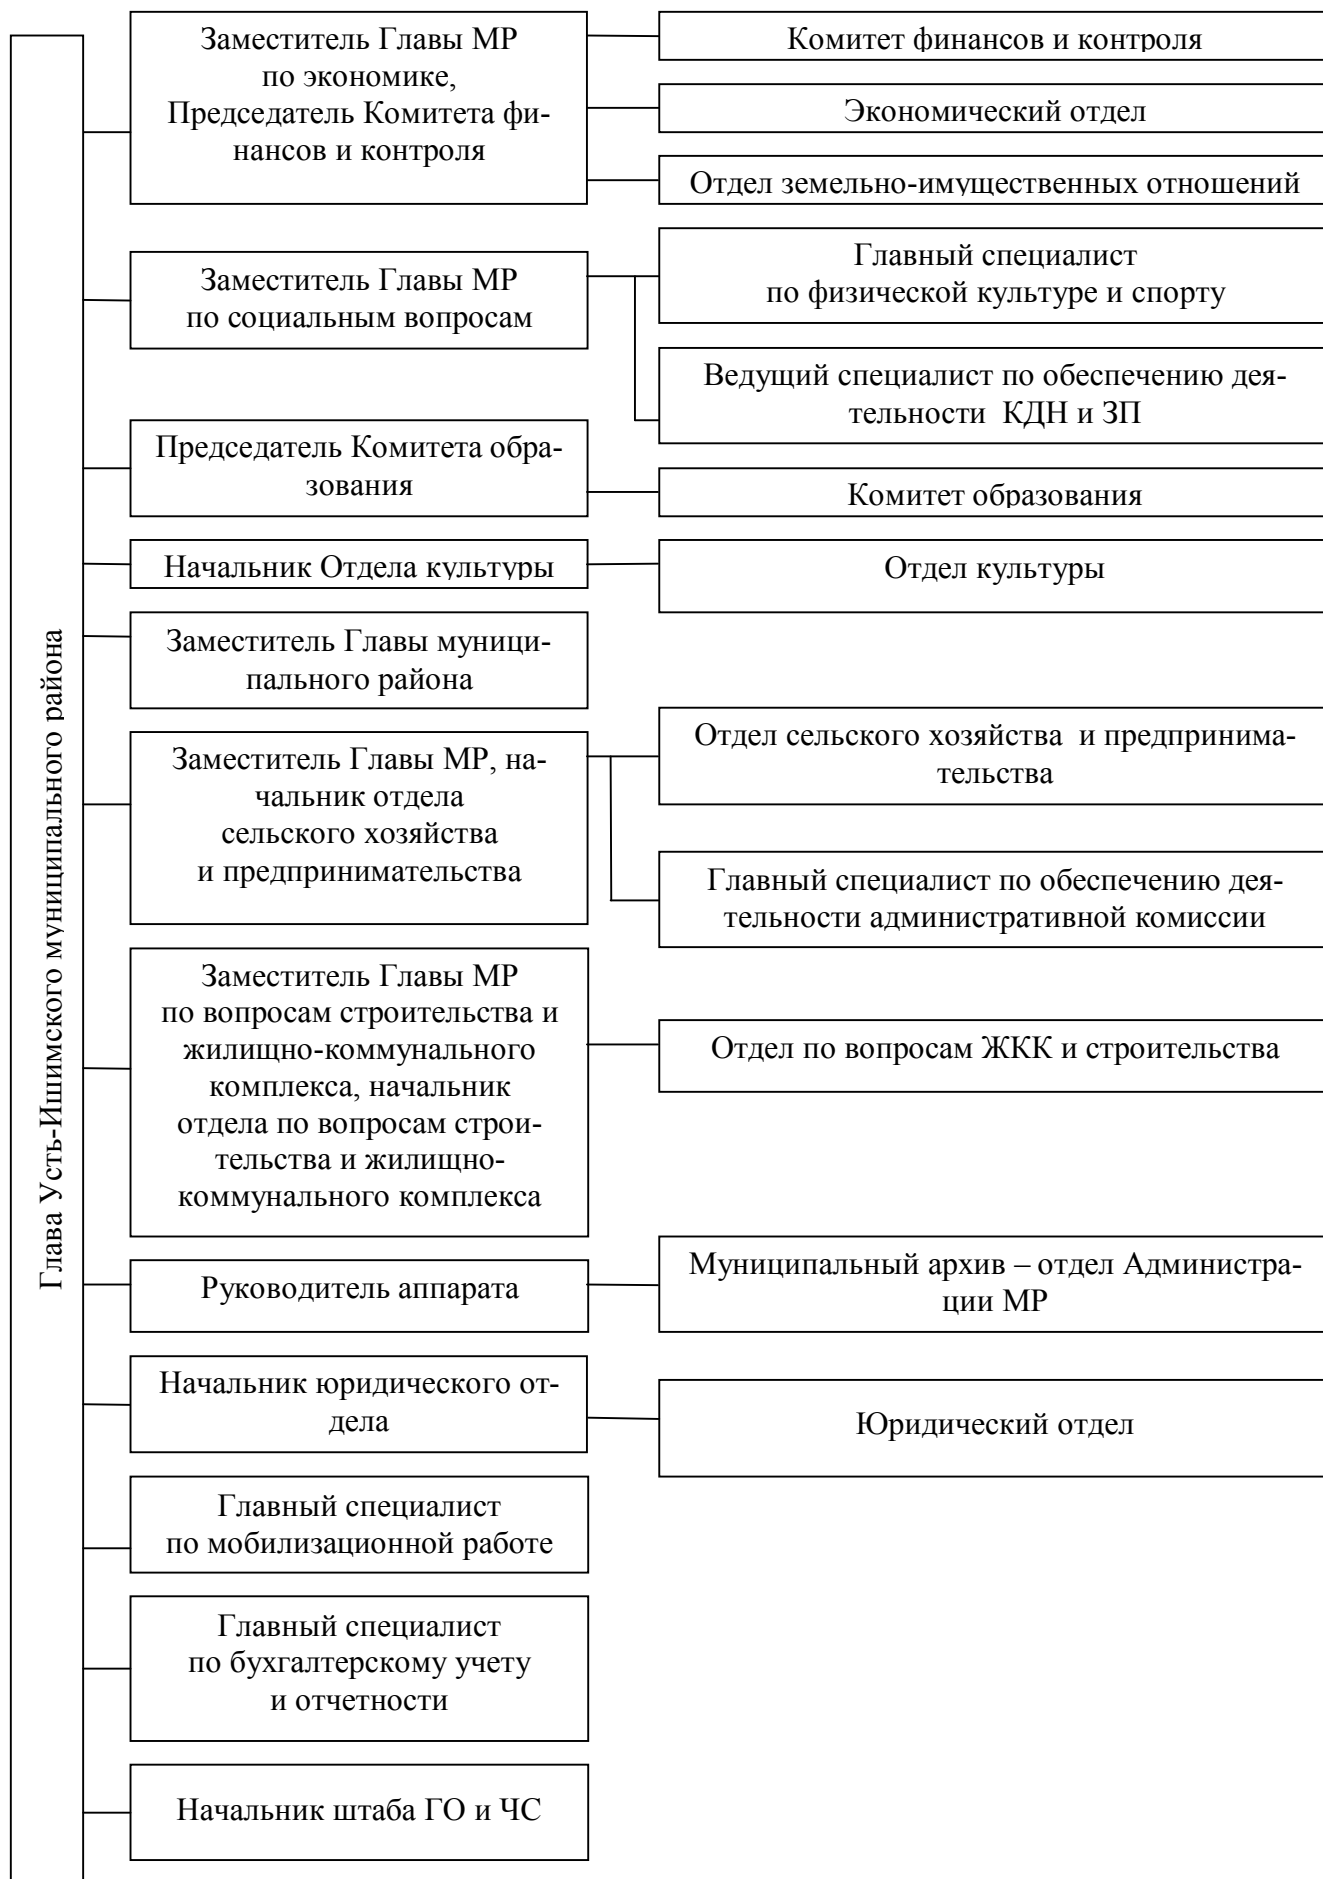 Глава Усть-Ишимского муниципального района
Заместитель Главы МР
по экономике,
Председатель Комитета фи-
нансов и контроля
Комитет финансов и контроля
Экономический отдел
Отдел земельно-имущественных отношений
Заместитель Главы МР
по социальным вопросам
Главный специалист
по физической культуре и спорту
Ведущий специалист по обеспечению дея-
тельности КДН и ЗП
Председатель Комитета обра-
зования
Комитет образования
Начальник Отдела культуры
Отдел культуры
Заместитель Главы муници-
пального района
Заместитель Главы МР, на-
чальник отдела
сельского хозяйства
и предпринимательства
Отдел сельского хозяйства и предпринима-
тельства
Главный специалист по обеспечению дея-
тельности административной комиссии
Заместитель Главы МР
по вопросам строительства и
жилищно-коммунального
комплекса, начальник
отдела по вопросам строи-
тельства и жилищно-
коммунального комплекса
Отдел по вопросам ЖКК и строительства
Руководитель аппарата
Муниципальный архив – отдел Администра-
ции МР
Начальник юридического от-
дела
Юридический отдел
Главный специалист
по мобилизационной работе
Главный специалист
по бухгалтерскому учету
и отчетности
Начальник штаба ГО и ЧС